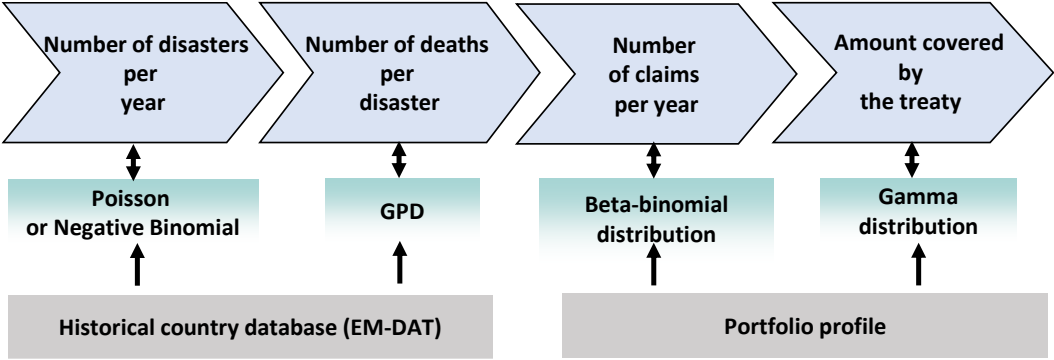 Number of disasters
per
year
Number of deaths
per
disaster
Number
of claims
per year
Amount covered
by
the treaty
Poisson
or Negative Binomial
GPD
Beta-binomial
distribution
Gamma
distribution
Historical country database (EM-DAT)
Portfolio profile